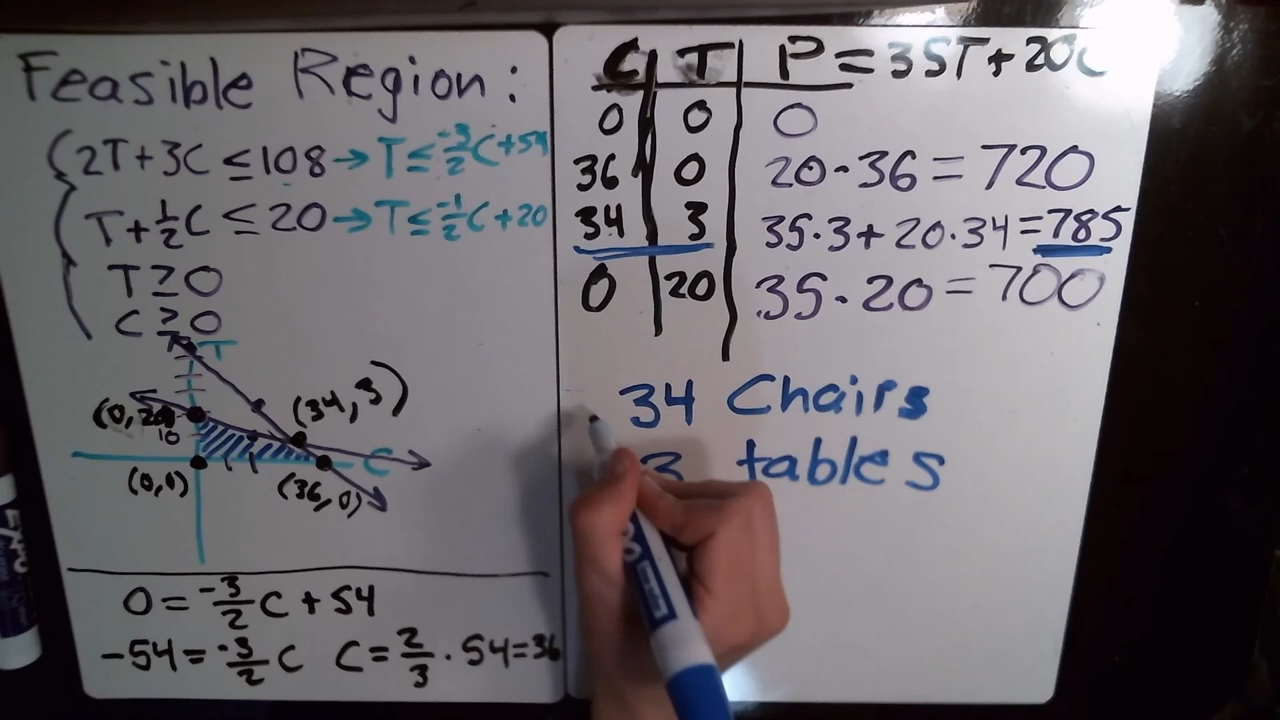 Feasible Region:
2T+3C ≤ 108 → T ≤ -3/2 C + 54
T + 1/2 C ≤ 20 → T ≤ -1/2 C + 20
T ≥ 0
C ≥ 0
T
(0, 20)
10
(34, 3)
C
(0,0)
(36, 0)
0 = -3/2 C + 54
-54 = -3/2 C C = 2/3 · 54 = 36
C T P = 35T + 20C
0 0 0
36 0 20·36 = 720
34 3 35·3 + 20·34 = 785
0 20 35·20 = 700
34 Chairs
3 tables
EXPO